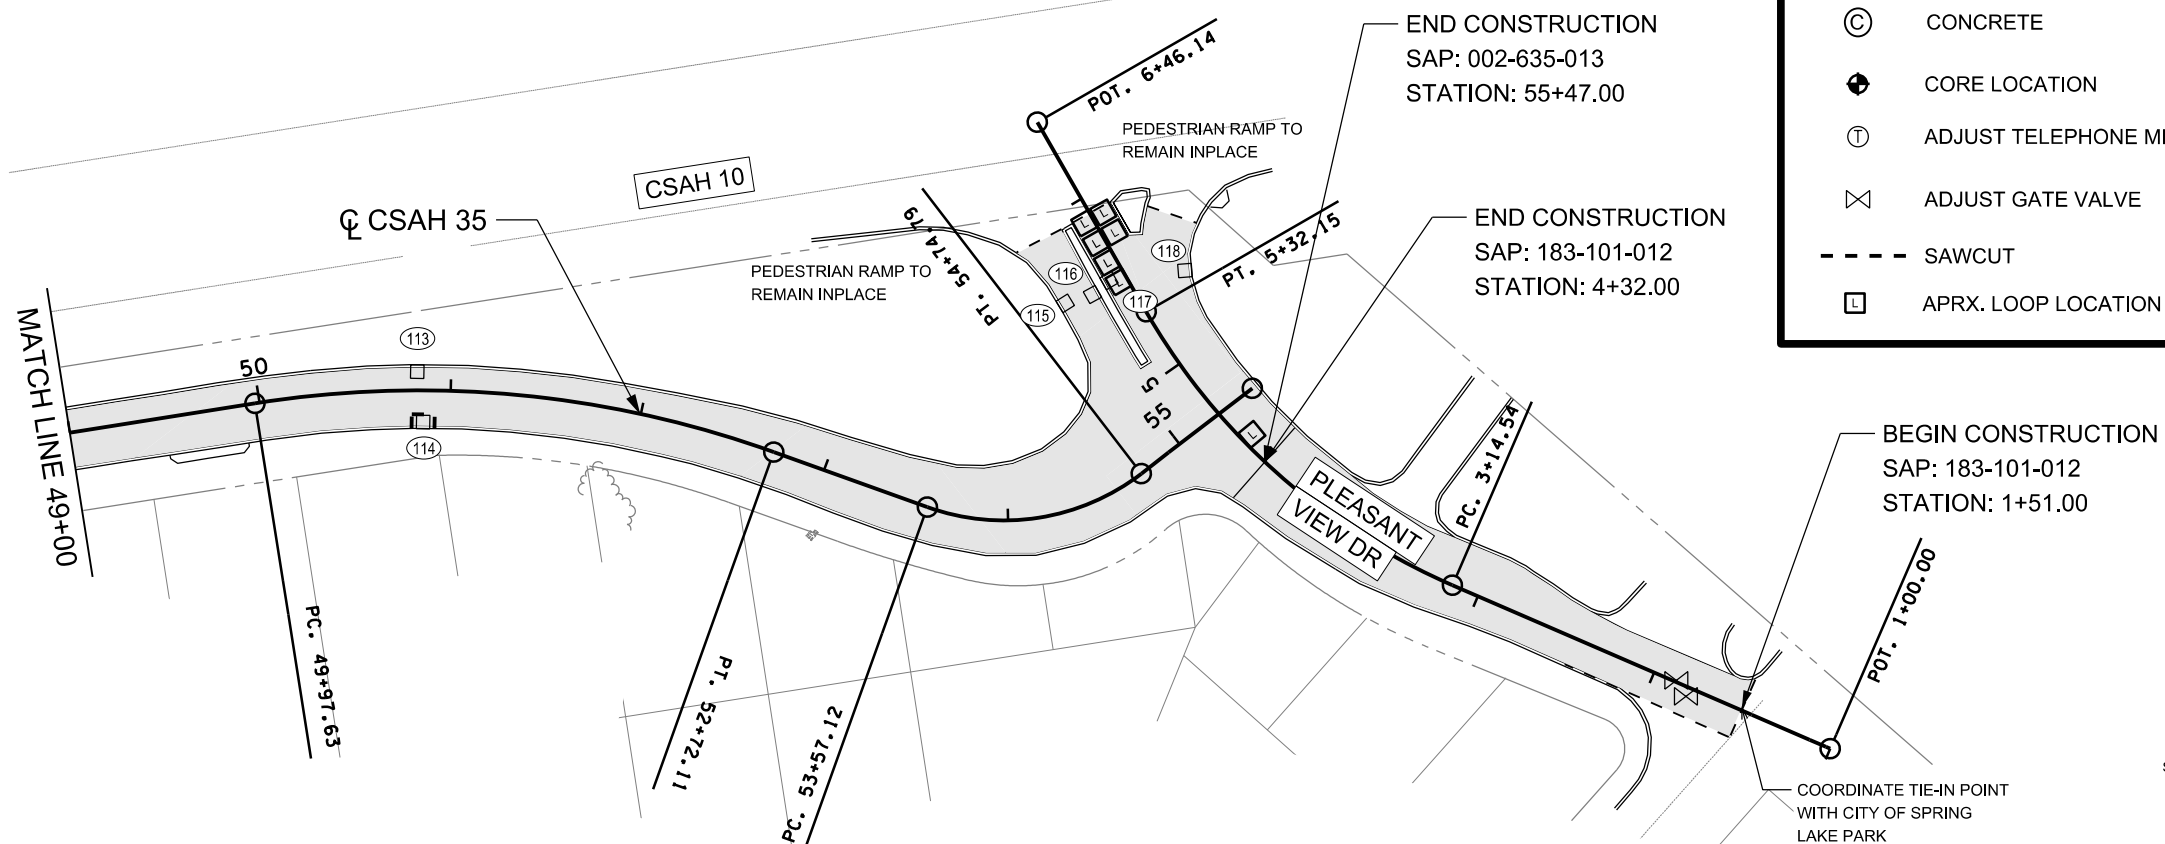 END CONSTRUCTION
SAP: 002-635-013
STATION: 55+47.00
C CONCRETE
CORE LOCATION
T ADJUST TELEPHONE
ADJUST GATE VALVE
SAWCUT
L APRX. LOOP LOCATION
POT. 6+46.14
PEDESTRIAN RAMP TO
REMAIN INPLACE
CSAH 10
℄ CSAH 35
END CONSTRUCTION
SAP: 183-101-012
STATION: 4+32.00
PT. 54+74.79
PT. 5+32.15
PEDESTRIAN RAMP TO
REMAIN INPLACE
L
L
L
L
L
L
L
L
118
116
117
115
113
114
MATCH LINE 49+00
50
5
55
PC. 3+14.54
PLEASANT
VIEW DR
BEGIN CONSTRUCTION
SAP: 183-101-012
STATION: 1+51.00
POT. 1+00.00
PC. 49+97.63
PT. 52+72.11
PC. 53+57.12
COORDINATE TIE-IN POINT
WITH CITY OF SPRING
LAKE PARK